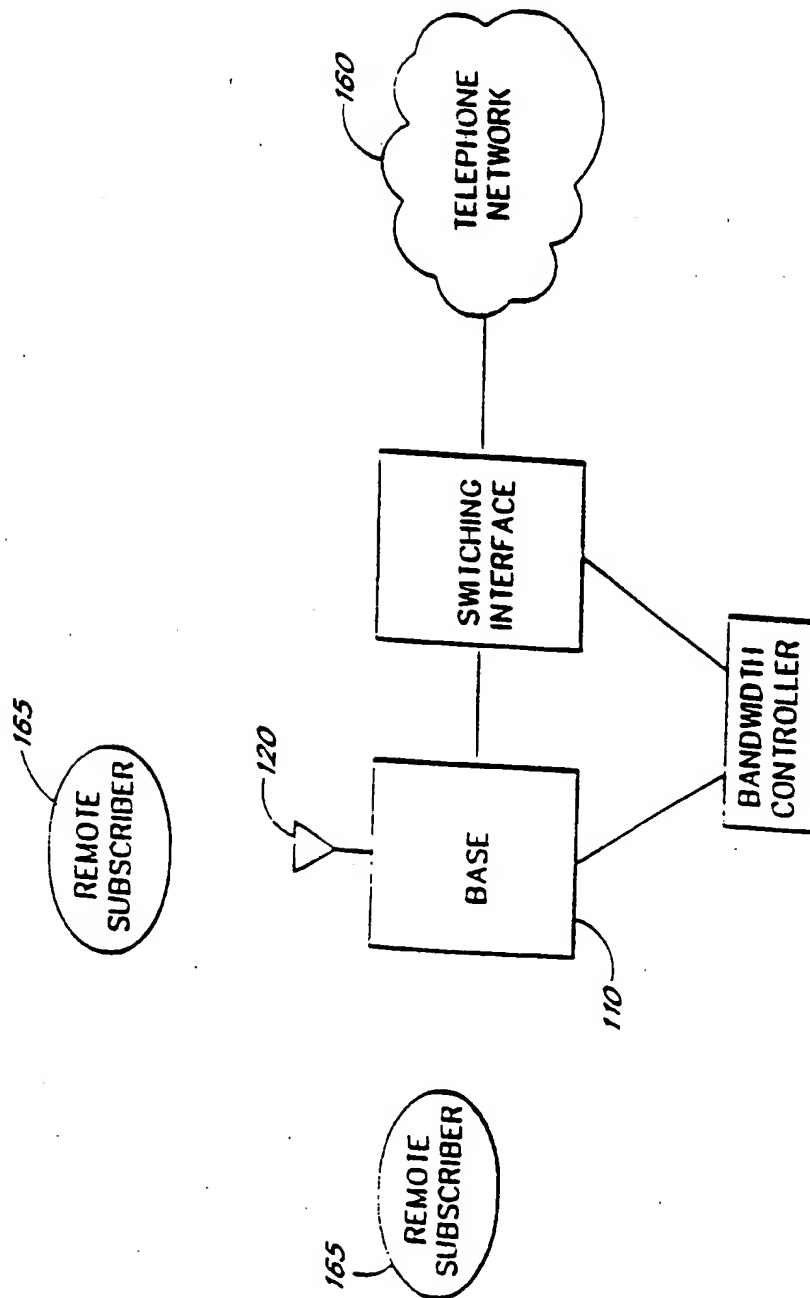 165
REMOTE
SUBSCRIBER
165
REMOTE
SUBSCRIBER
120
BASE
110
SWITCHING
INTERFACE
160
TELEPHONE
NETWORK
BANDWIDTH
CONTROLLER